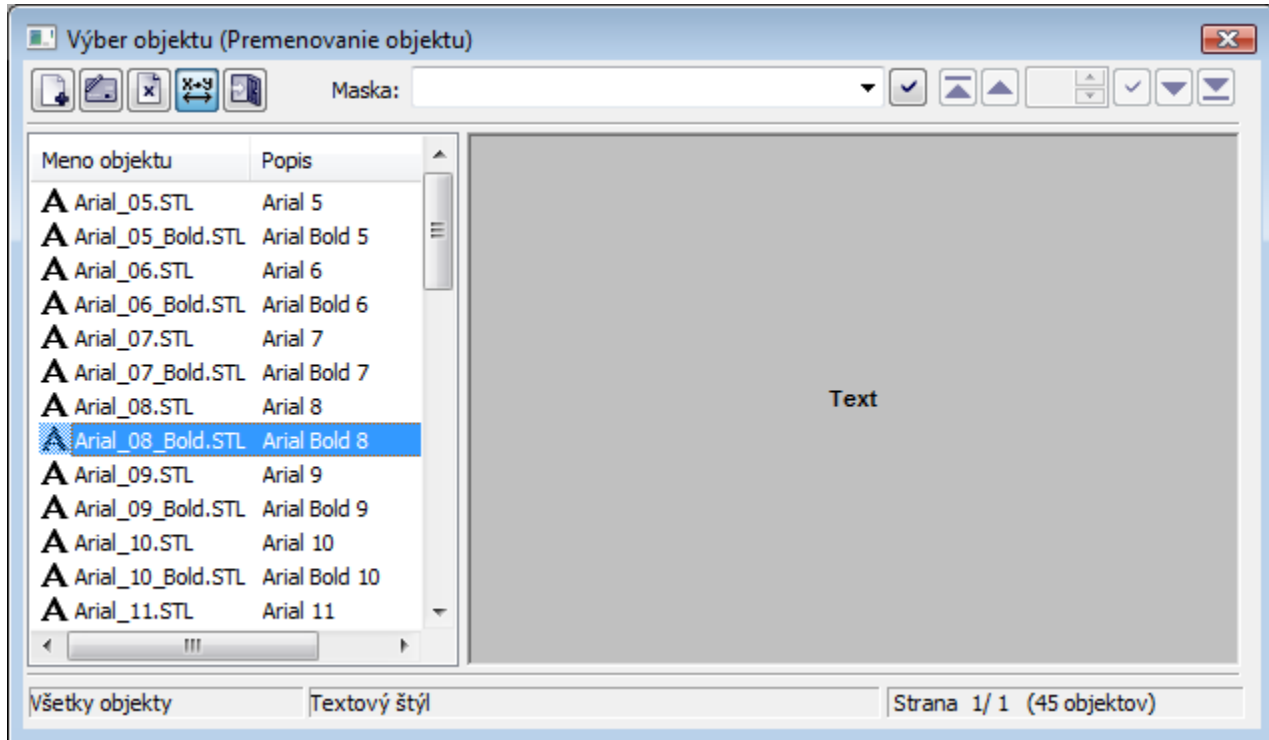 Výber objektu (Premenovanie objektu)
X→y Maska:
Meno objektu Popis
Arial_05.STL Arial 5
Arial_05_Bold.STL Arial Bold 5
Arial_06.STL Arial 6
Arial_06_Bold.STL Arial Bold 6
Arial_07.STL Arial 7
Arial_07_Bold.STL Arial Bold 7
Arial_08.STL Arial 8
Arial_08_Bold.STL Arial Bold 8
Arial_09.STL Arial 9
Arial_09_Bold.STL Arial Bold 9
Arial_10.STL Arial 10
Arial_10_Bold.STL Arial Bold 10
Arial_11.STL Arial 11
Text
Všetky objekty Textový štýl Strana 1/ 1 (45 objektov)